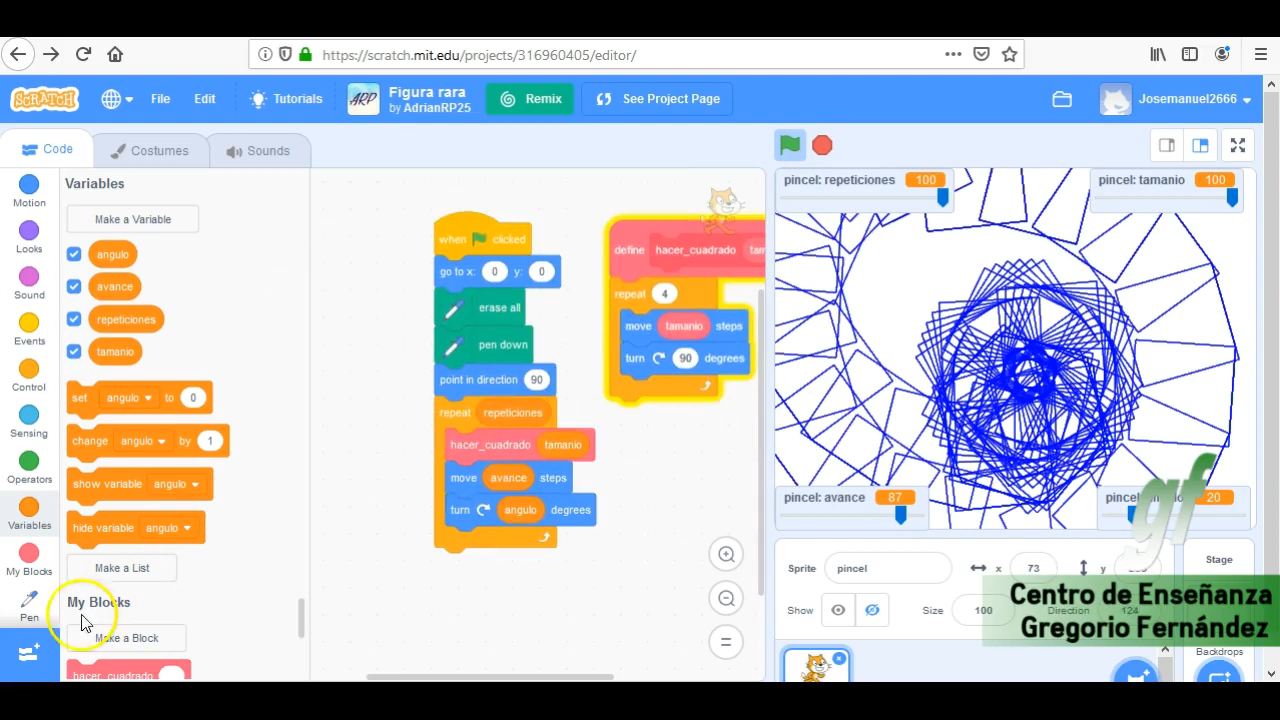 https://scratch.mit.edu/projects/316960405/editor/
SCRATCH
File
Edit
Tutorials
ARP
Figura rara
by AdrianRP25
Remix
See Project Page
Josemanuel2666
Code
Costumes
Sounds
Motion
Looks
Sound
Events
Control
Sensing
Operators
Variables
My Blocks
Pen
Variables
Make a Variable
angulo
avance
repeticiones
tamanio
set angulo to 0
change angulo by 1
show variable angulo
hide variable angulo
Make a List
My Blocks
Make a Block
hacer_cuadrado
when clicked
go to x: 0 y: 0
erase all
pen down
point in direction 90
repeat repeticiones
hacer_cuadrado tamanio
move avance steps
turn angulo degrees
define hacer_cuadrado
repeat 4
move tamanio steps
turn 90 degrees
pincel: repeticiones 100
pincel: tamanio 100
pincel: avance 87
20
gf
Sprite pincel x 73 y
Show Size 100 Direction 124
Stage
Backdrops
Centro de Enseñanza
Gregorio Fernández